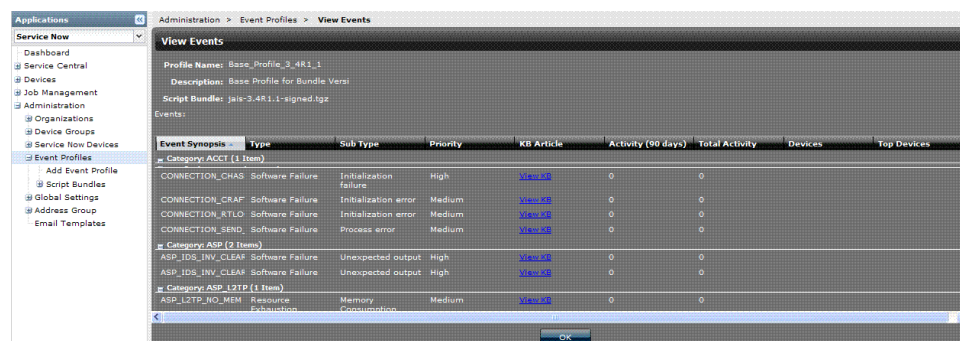 Applications
Administration > Event Profiles > View Events
Service Now
Dashboard
Service Central
Devices
Job Management
Administration
Organizations
Device Groups
Service Now Devices
Event Profiles
Add Event Profile
Script Bundles
Global Settings
Address Group
Email Templates
View Events
Profile Name: Base_Profile_3_4R1_1
Description: Base Profile for Bundle Versi
Script Bundle: jais-3.4R1.1-signed.tgz
Events:
Event Synopsis Type Sub Type Priority KB Article Activity (90 days) Total Activity Devices Top Devices
Category: ACCT (1 Item)
CONNECTION_CHAS Software Failure Initialization failure High View KB 0 0
CONNECTION_CRAF Software Failure Initialization error Medium View KB 0 0
CONNECTION_RTLO Software Failure Initialization error Medium View KB 0 0
CONNECTION_SEND_ Software Failure Process error Medium View KB 0 0
Category: ASP (2 Items)
ASP_IDS_INV_CLEAR Software Failure Unexpected output High View KB 0 0
ASP_IDS_INV_CLEAR Software Failure Unexpected output High View KB 0 0
Category: ASP_L2TP (1 Item)
ASP_L2TP_NO_MEM Resource Exhaustion Memory Consumption Medium View KB 0 0
OK